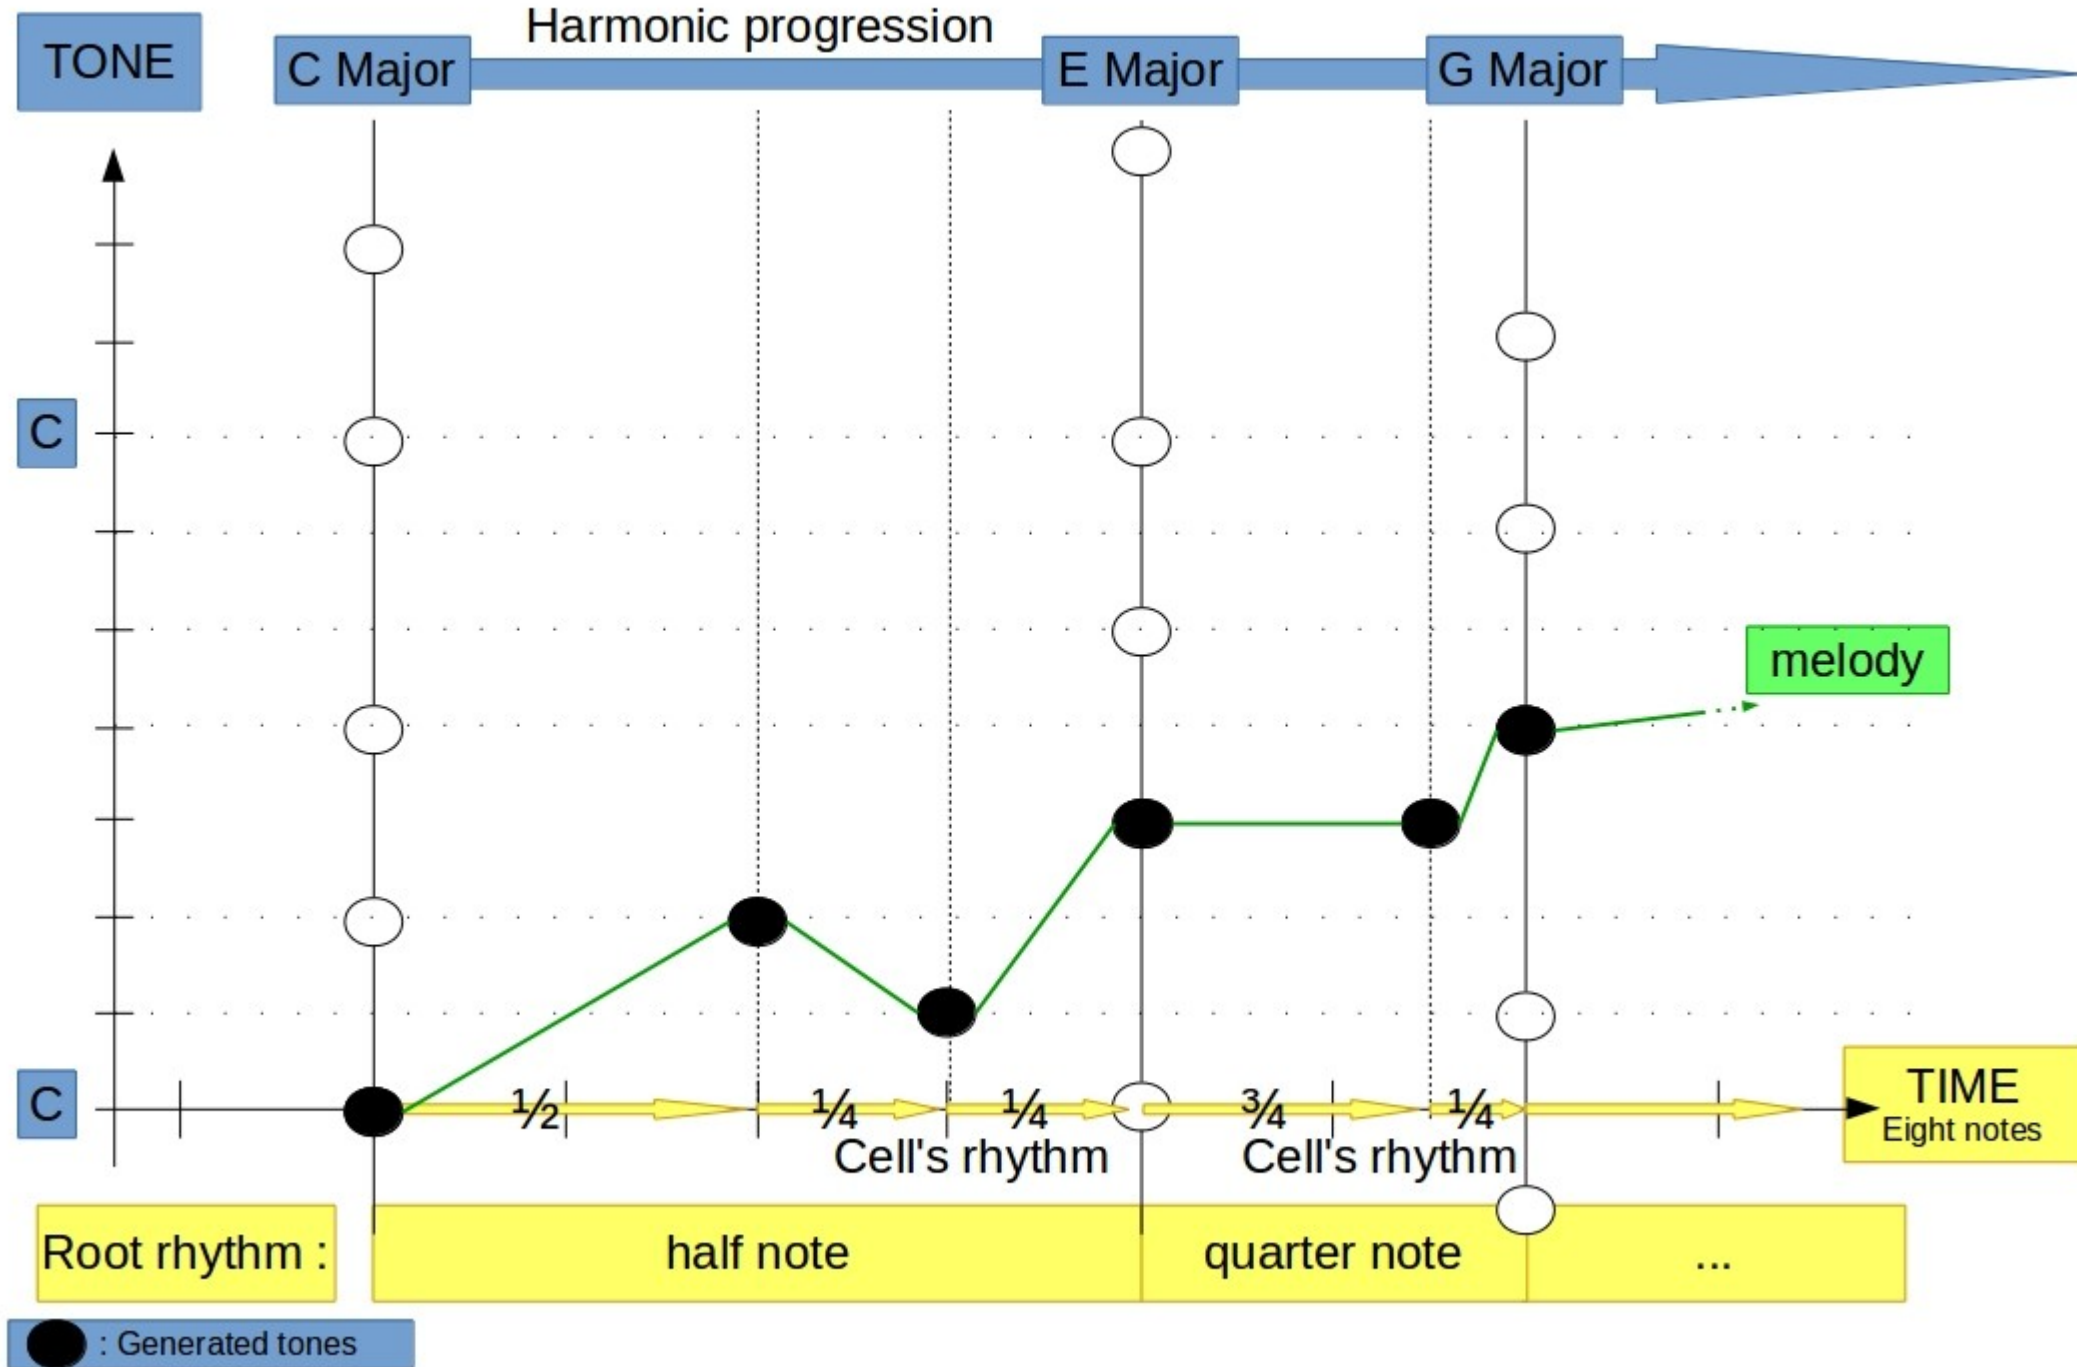 Harmonic progression
TONE
C Major
E Major
G Major
C
melody
C
½
¼
¼
¾
¼
TIME
Eight notes
Cell's rhythm
Cell's rhythm
Root rhythm :
half note
quarter note
...
: Generated tones